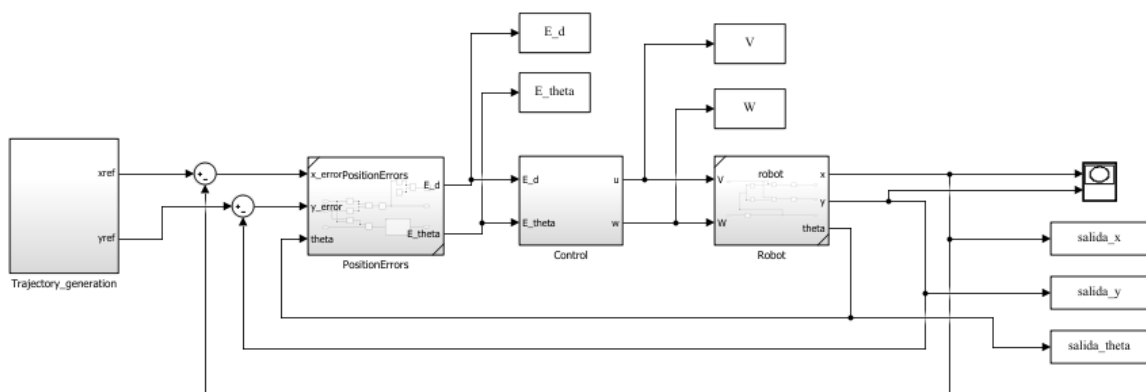 E_d
E_theta
V
W
xref
yref
Trajectory_generation
x_error
y_error
theta
PositionErrors
E_d
E_theta
PositionErrors
E_d
E_theta
u
w
Control
V
W
robot
x
y
theta
Robot
salida_x
salida_y
salida_theta